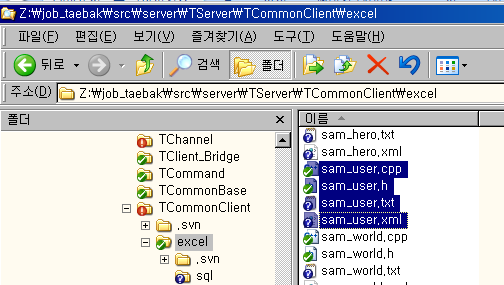 Z:₩job_taebak₩src₩server₩TServer₩TCommonClient₩excel
파일(F) 편집(E) 보기(V) 즐겨찾기(A) 도구(T) 도움말(H)
뒤로 검색 폴더
주소(D) Z:₩job_taebak₩src₩server₩TServer₩TCommonClient₩excel
폴더
TChannel
TClient_Bridge
TCommand
TCommonBase
TCommonClient
.svn
excel
.svn
sql
이름
sam_hero.txt
sam_hero.xml
sam_user.cpp
sam_user.h
sam_user.txt
sam_user.xml
sam_world.cpp
sam_world.h
sam_world.txt
sam_world.xml